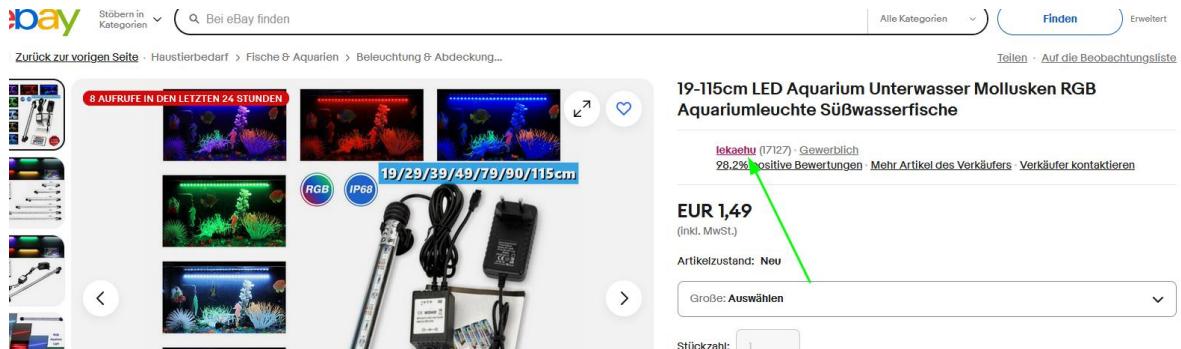 ebay
Stöbern in
Kategorien
Bei eBay finden
Alle Kategorien
Finden
Erweitert
Zurück zur vorigen Seite · Haustierbedarf > Fische & Aquarien > Beleuchtung & Abdeckung...
Teilen · Auf die Beobachtungsliste
8 AUFRUFE IN DEN LETZTEN 24 STUNDEN
19/29/39/49/79/90/115cm
RGB
IP68
19-115cm LED Aquarium Unterwasser Mollusken RGB
Aquariumleuchte Süßwasserfische
lekaehu (17127) · Gewerblich
98,2% positive Bewertungen · Mehr Artikel des Verkäufers · Verkäufer kontaktieren
EUR 1,49
(inkl. MwSt.)
Artikelzustand: Neu
Große: Auswählen
Stückzahl: 1